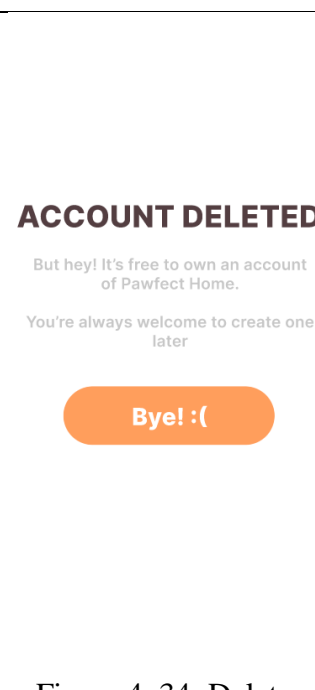 ACCOUNT DELETED
But hey! It's free to own an account
of Pawfect Home.
You're always welcome to create one
later
Bye! :(